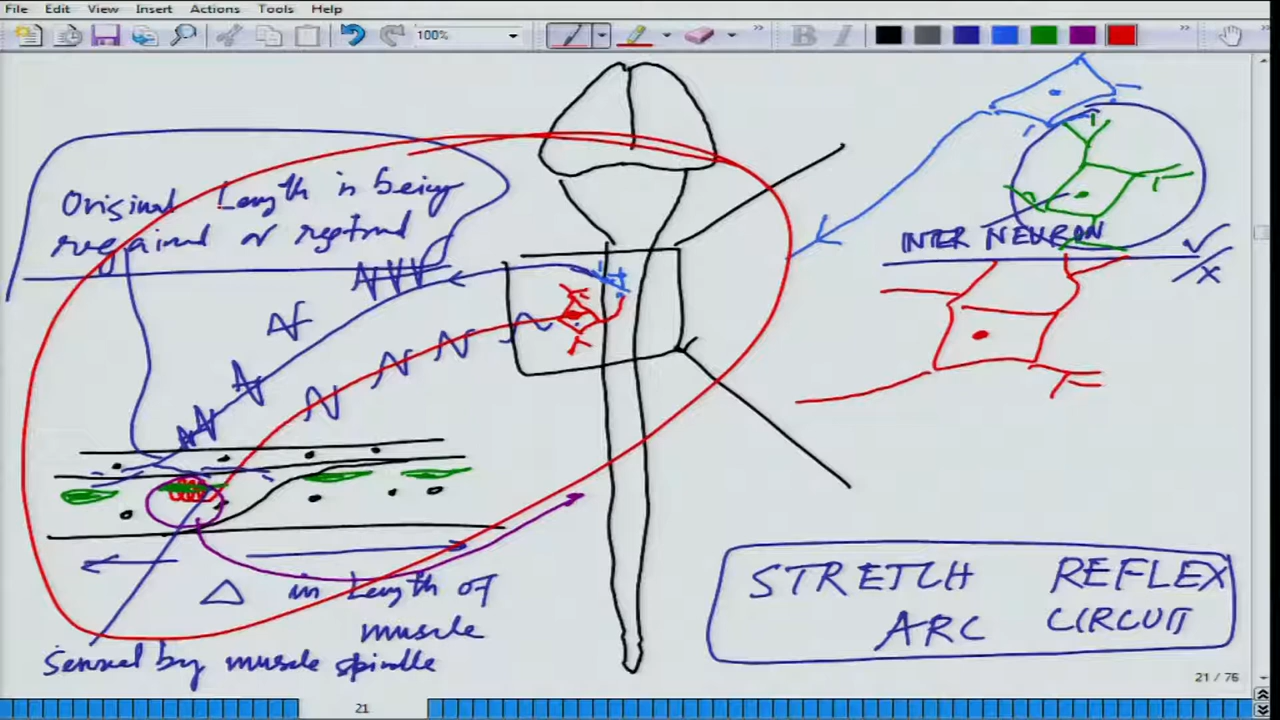 File Edit View Insert Actions Tools Help
100%
Original Length is being
regained or
INTER NEURON
Δ in Length of
muscle
Sensed by muscle spindle
STRETCH REFLEX
ARC CIRCUIT
21 / 76
21